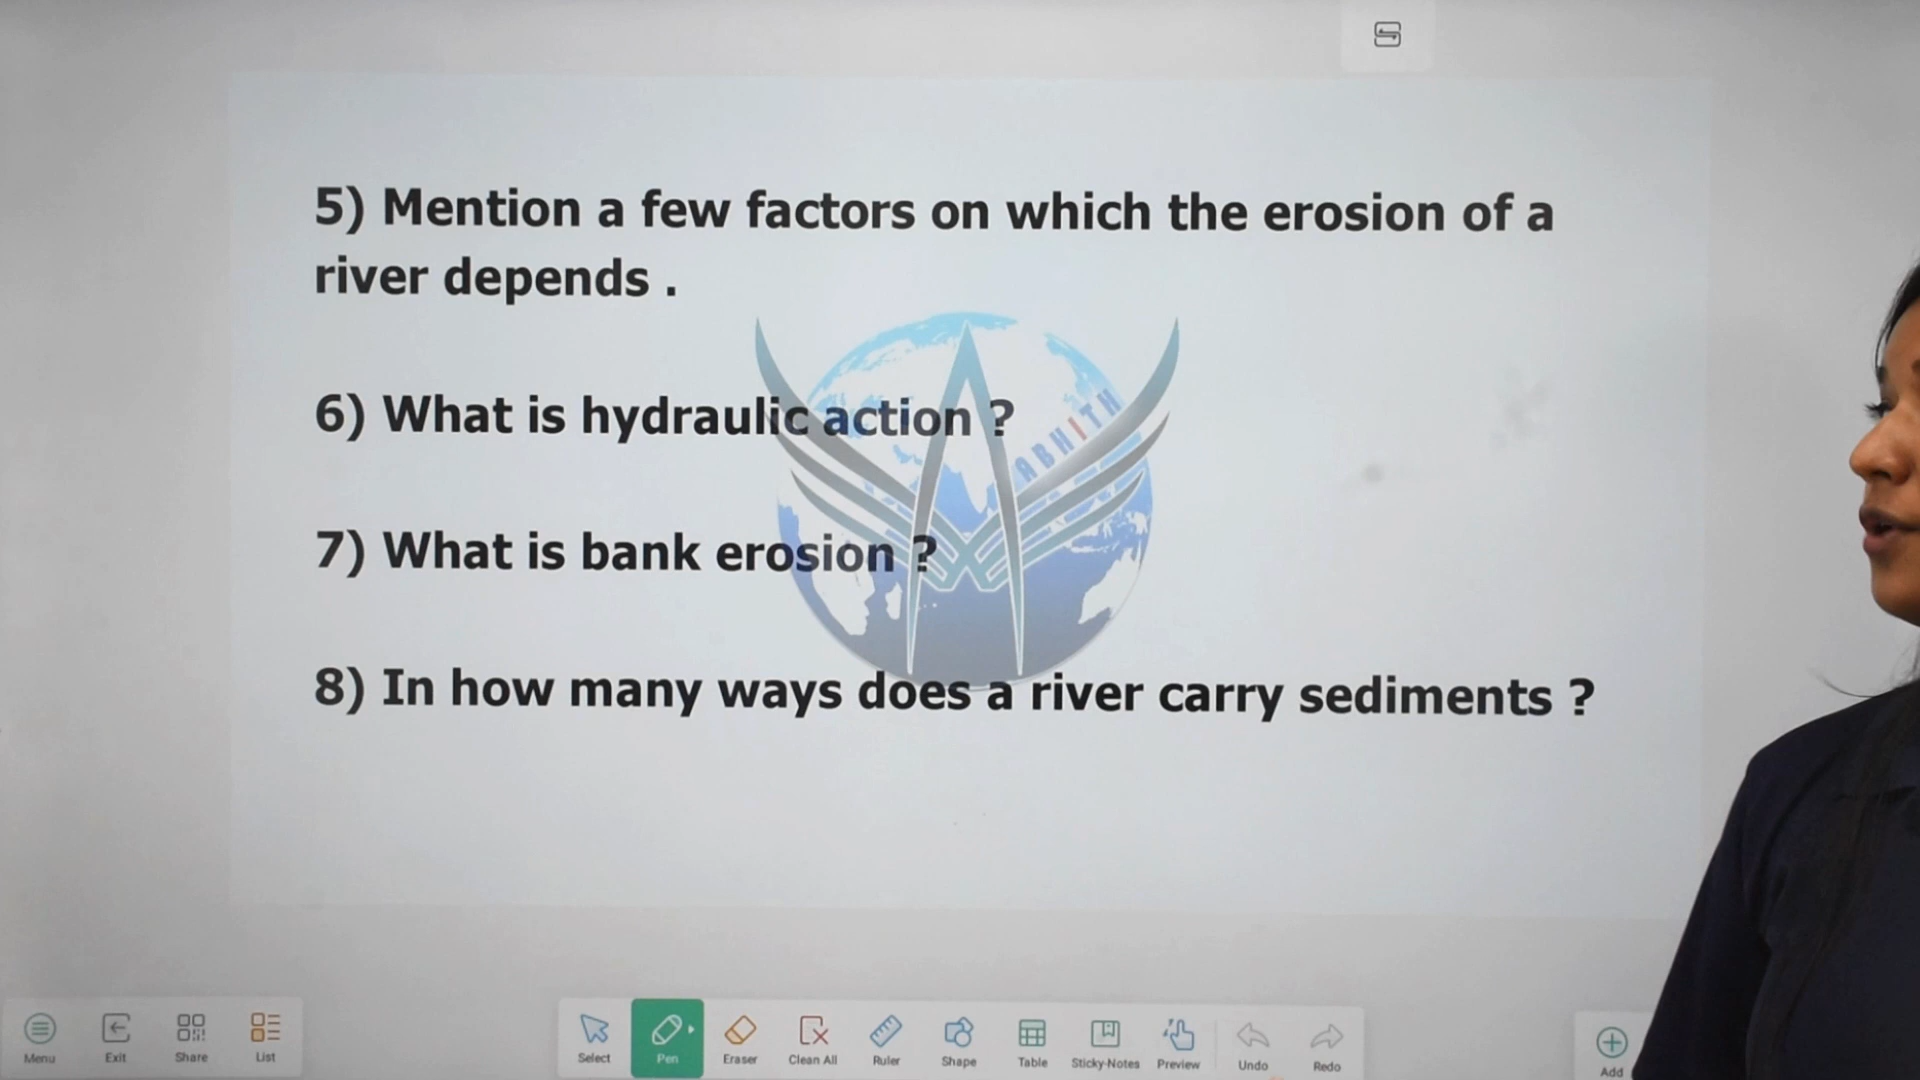 5) Mention a few factors on which the erosion of a
river depends .
6) What is hydraulic action ?
ABHITH
7) What is bank erosion ?
8) In how many ways does a river carry sediments ?
Menu
Exit
Share
List
Select
Pen
Eraser
Clean All
Ruler
Shape
Table
Sticky-Notes
Preview
Undo
Redo
Add